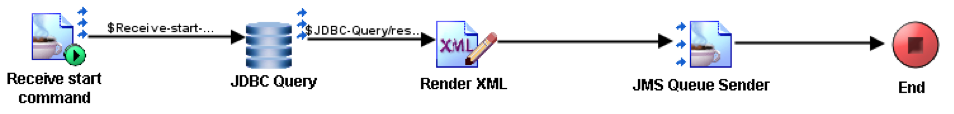 $Receive-start-...
$JDBC-Query/res...
XML
Receive start
command
JDBC Query
Render XML
JMS Queue Sender
End